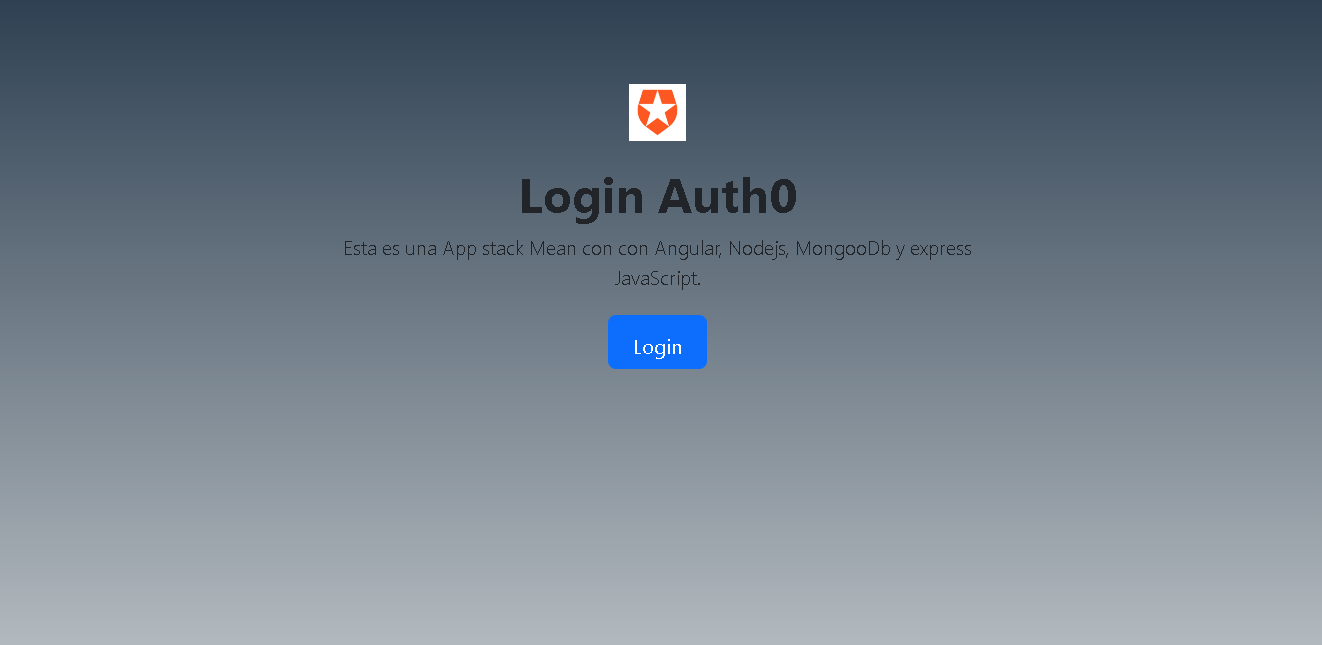 Login Auth0
Esta es una App stack Mean con con Angular, Nodejs, MongooDb y express
JavaScript.
Login